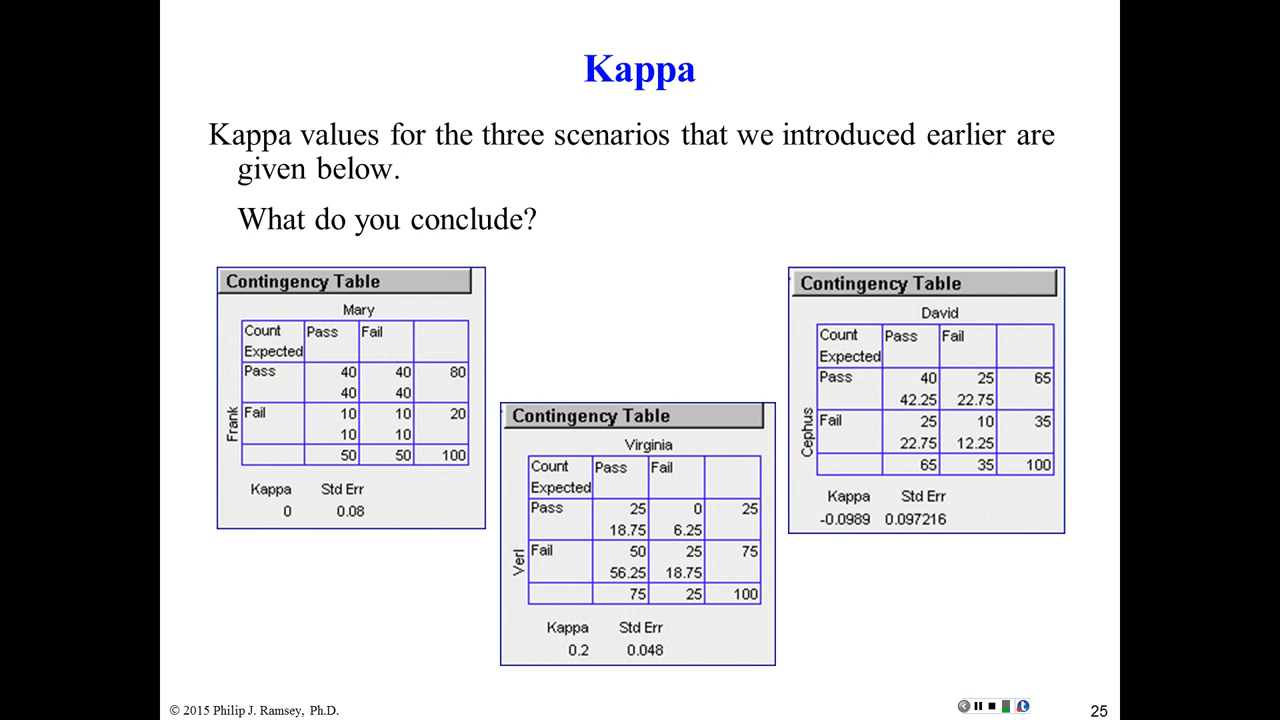 Kappa
Kappa values for the three scenarios that we introduced earlier are
given below.
What do you conclude?
Contingency Table
Mary
Count Pass Fail
Expected
Frank
Pass 40 40 80
40 40
Fail 10 10 20
10 10
50 50 100
Kappa Std Err
0 0.08
Contingency Table
Virginia
Count Pass Fail
Expected
Verl
Pass 25 0 25
18.75 6.25
Fail 50 25 75
56.25 18.75
75 25 100
Kappa Std Err
0.2 0.048
Contingency Table
David
Count Pass Fail
Expected
Cephus
Pass 40 25 65
42.25 22.75
Fail 25 10 35
22.75 12.25
65 35 100
Kappa Std Err
-0.0989 0.097216
© 2015 Philip J. Ramsey, Ph.D.
25